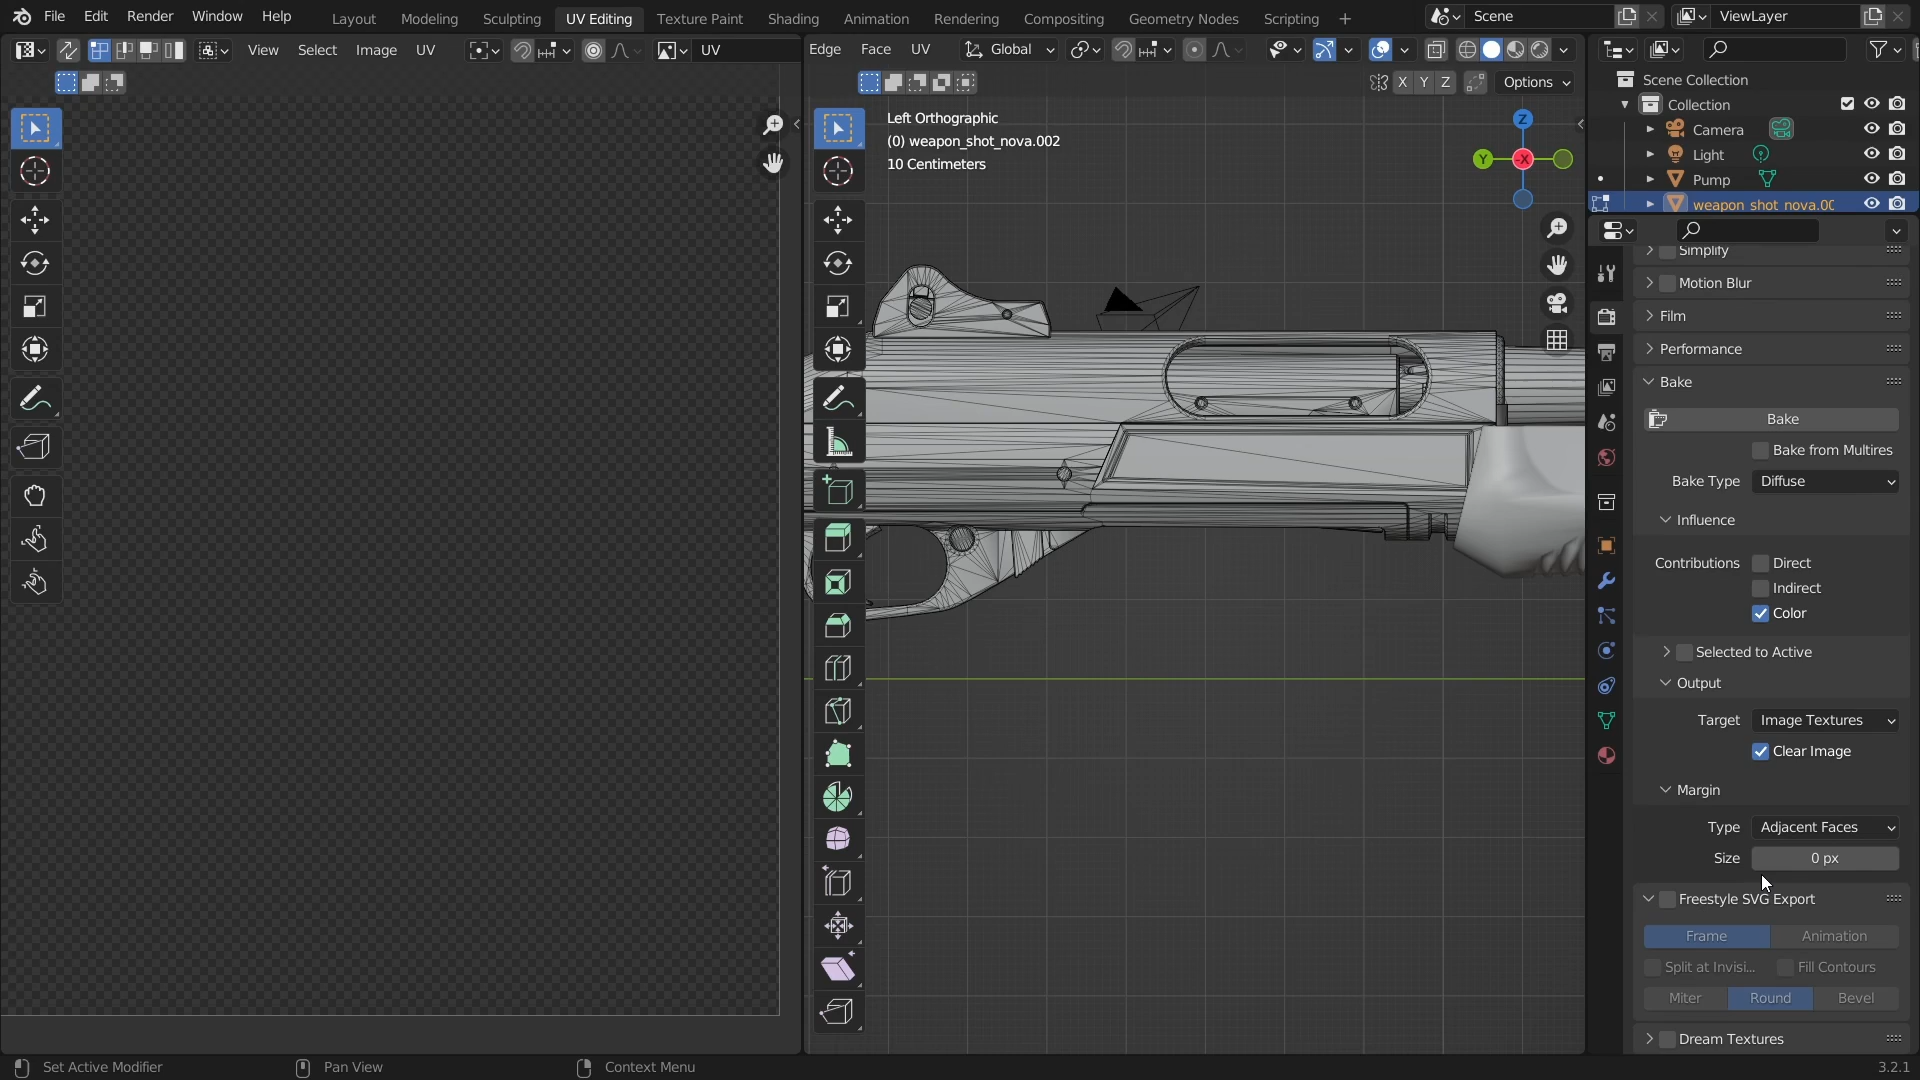 File Edit Render Window Help Layout Modeling Sculpting UV Editing Texture Paint Shading Animation Rendering Compositing Geometry Nodes Scripting + Scene ViewLayer
View Select Image UV UV Edge Face UV Global
X Y Z Options
Scene Collection
Collection
Camera
Light
Pump
weapon_shot_nova.00
Left Orthographic
(0) weapon_shot_nova.002
10 Centimeters
Z
Y -X
Simplify
Motion Blur
Film
Performance
Bake
Bake
Bake from Multires
Bake Type Diffuse
Influence
Contributions Direct
Indirect
Color
Selected to Active
Output
Target Image Textures
Clear Image
Margin
Type Adjacent Faces
Size 0 px
Freestyle SVG Export
Frame Animation
Split at Invisi... Fill Contours
Miter Round Bevel
Dream Textures
Set Active Modifier Pan View Context Menu 3.2.1